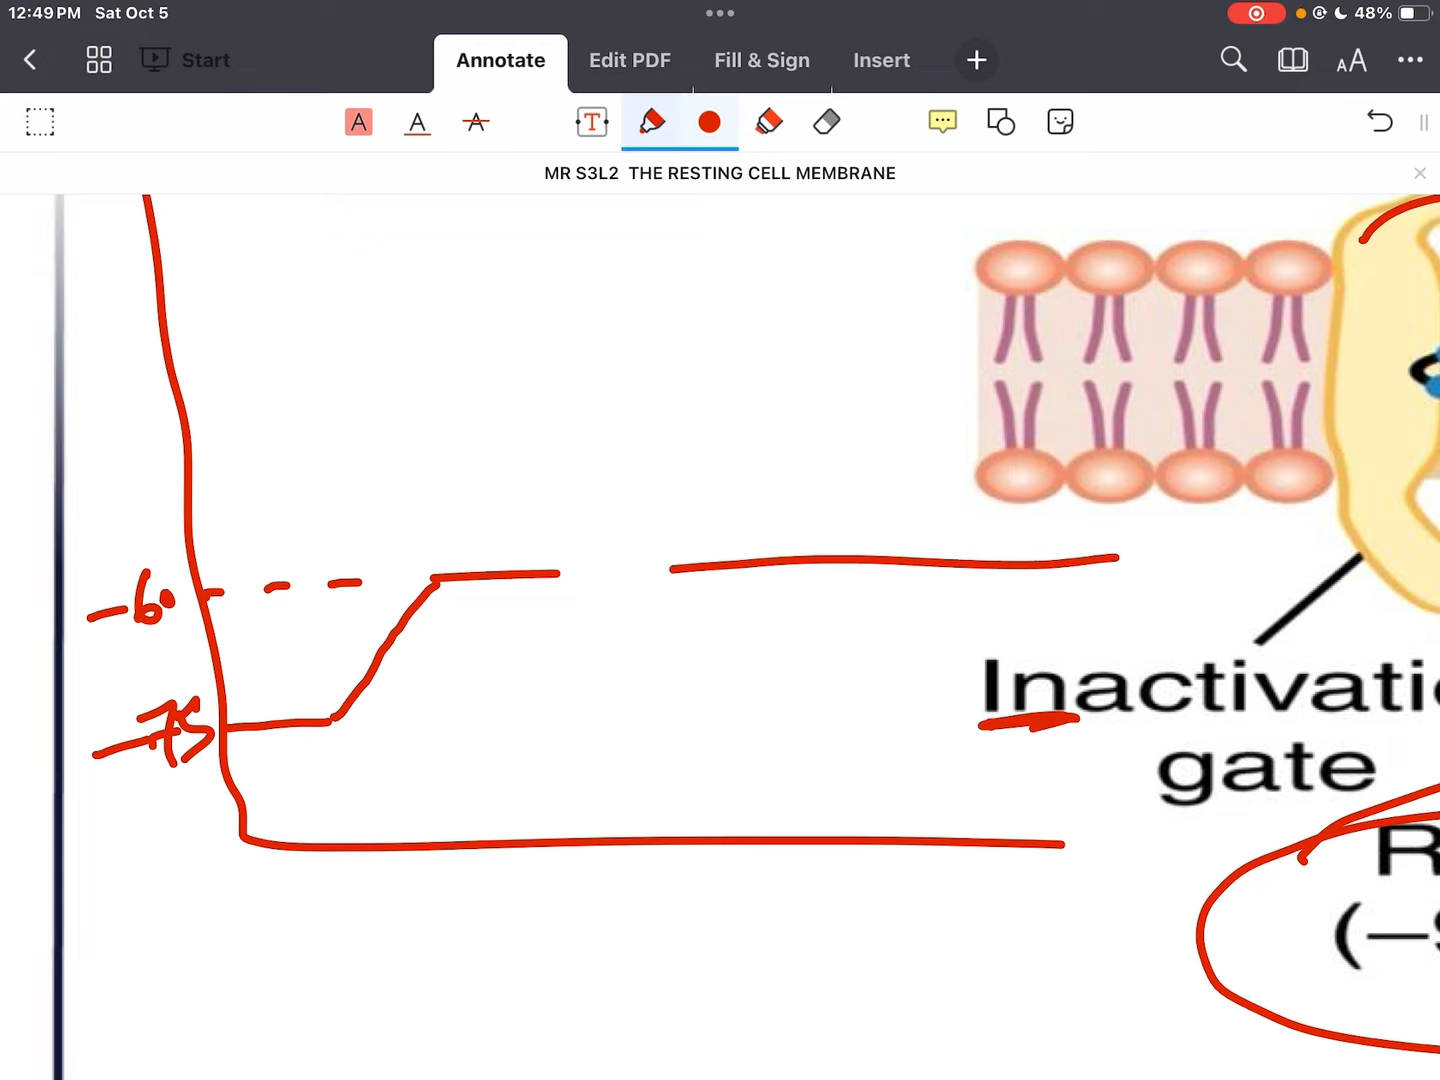 12:49 PM Sat Oct 5
48%
Start
Annotate
Edit PDF
Fill & Sign
Insert
MR S3L2 THE RESTING CELL MEMBRANE
-60
-75
Inactivati
gate
R
(–